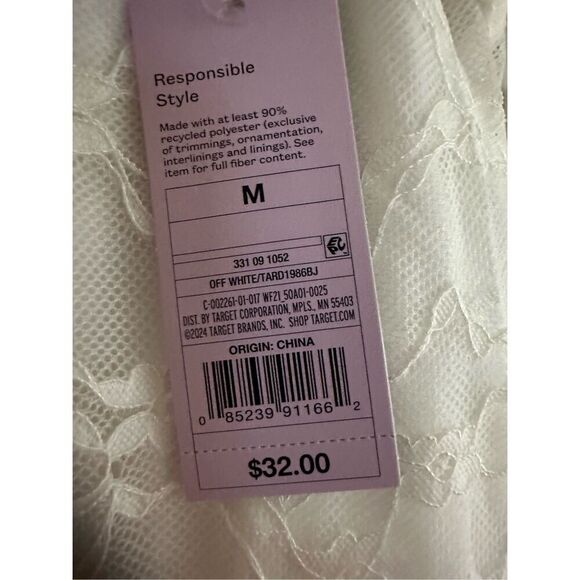 Responsible
Style
Made with at least 90%
recycled polyester (exclusive
of trimmings, ornamentation,
interlinings and linings). See
item for full fiber content.
M
331 09 1052
OFF WHITE/TARD1986BJ
C-002261-01-017 WF21_50A01-0025
DIST. BY TARGET CORPORATION, MPLS., MN 55403
©2024 TARGET BRANDS, INC. SHOP TARGET.COM
ORIGIN: CHINA
0 85239 91166 2
$32.00